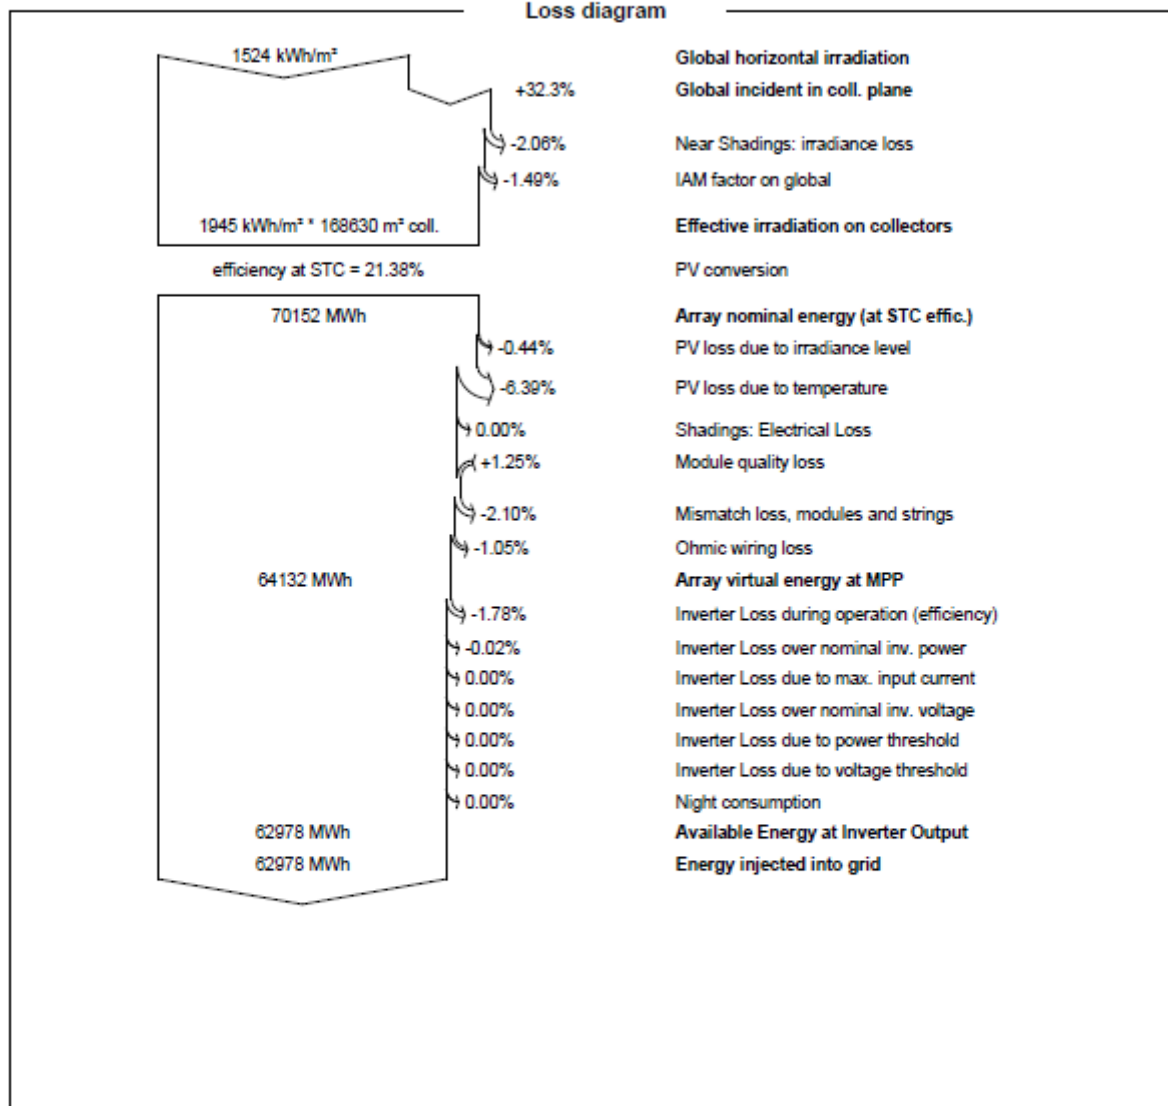 Loss diagram
1524 kWh/m² Global horizontal irradiation
+32.3% Global incident in coll. plane
-2.06% Near Shadings: irradiance loss
-1.49% IAM factor on global
1945 kWh/m² * 168630 m² coll. Effective irradiation on collectors
efficiency at STC = 21.38% PV conversion
70152 MWh Array nominal energy (at STC effic.)
-0.44% PV loss due to irradiance level
-6.39% PV loss due to temperature
0.00% Shadings: Electrical Loss
+1.25% Module quality loss
-2.10% Mismatch loss, modules and strings
-1.05% Ohmic wiring loss
64132 MWh Array virtual energy at MPP
-1.78% Inverter Loss during operation (efficiency)
-0.02% Inverter Loss over nominal inv. power
0.00% Inverter Loss due to max. input current
0.00% Inverter Loss over nominal inv. voltage
0.00% Inverter Loss due to power threshold
0.00% Inverter Loss due to voltage threshold
0.00% Night consumption
62978 MWh Available Energy at Inverter Output
62978 MWh Energy injected into grid